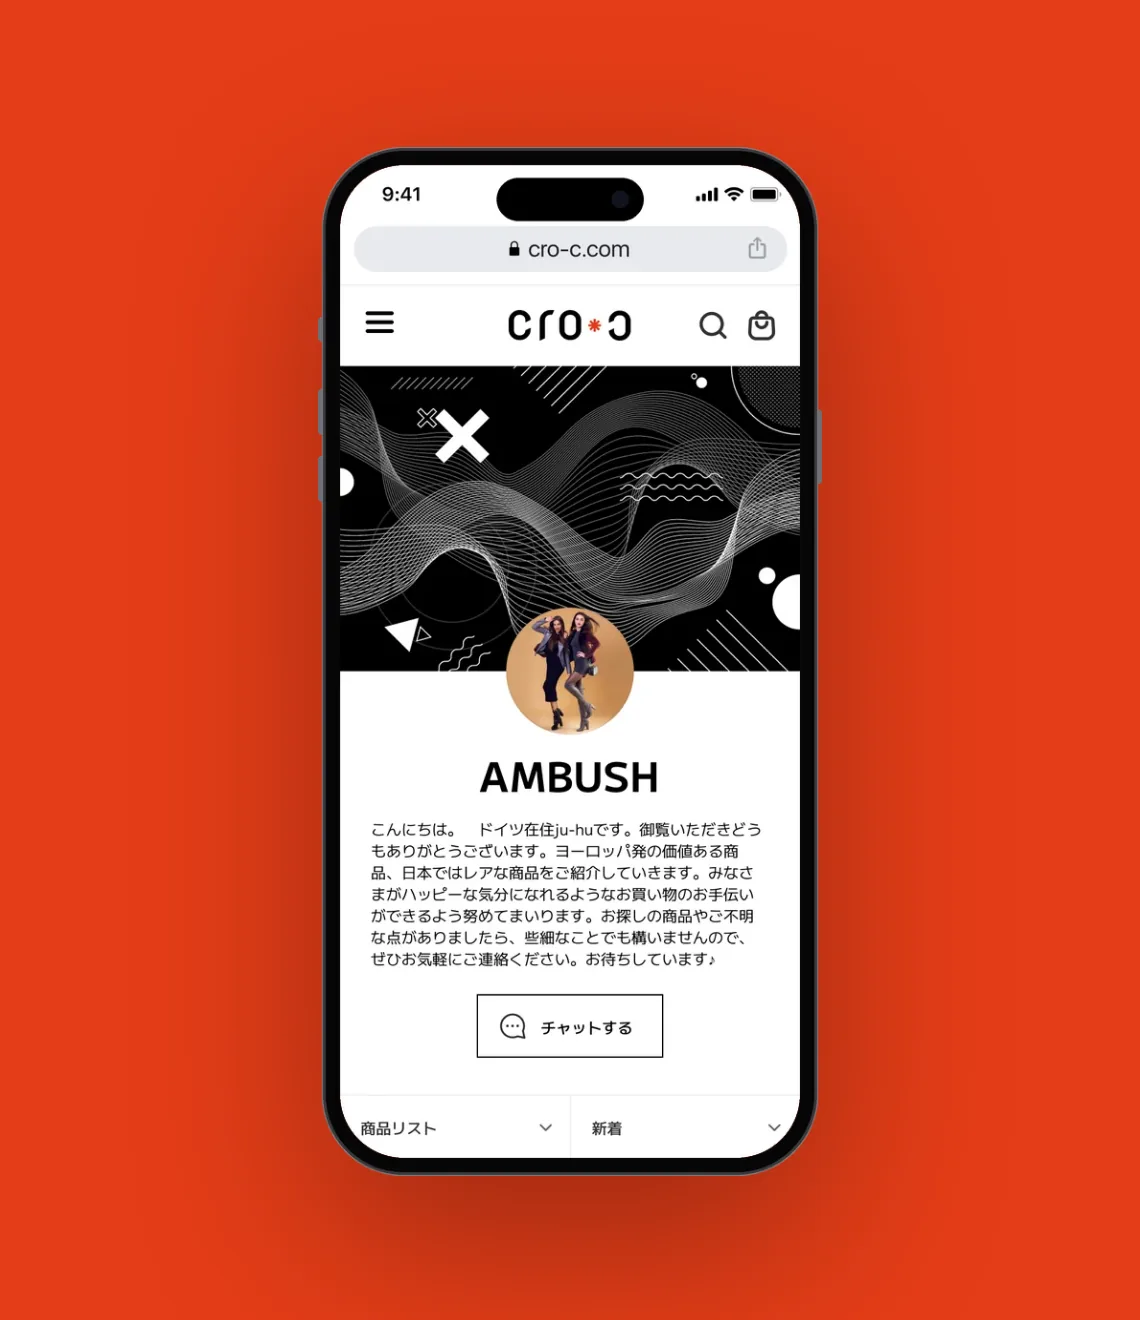 9:41
cro-c.com
cro*c
AMBUSH
こんにちは。　ドイツ在住ju-huです。御覧いただきどう
もありがとうございます。ヨーロッパ発の価値ある商
品、日本ではレアな商品をご紹介していきます。みなさ
まがハッピーな気分になれるようなお買い物のお手伝い
ができるよう努めてまいります。お探しの商品やご不明
な点がありましたら、些細なことでも構いませんので、
ぜひお気軽にご連絡ください。お待ちしています♪
チャットする
商品リスト
新着